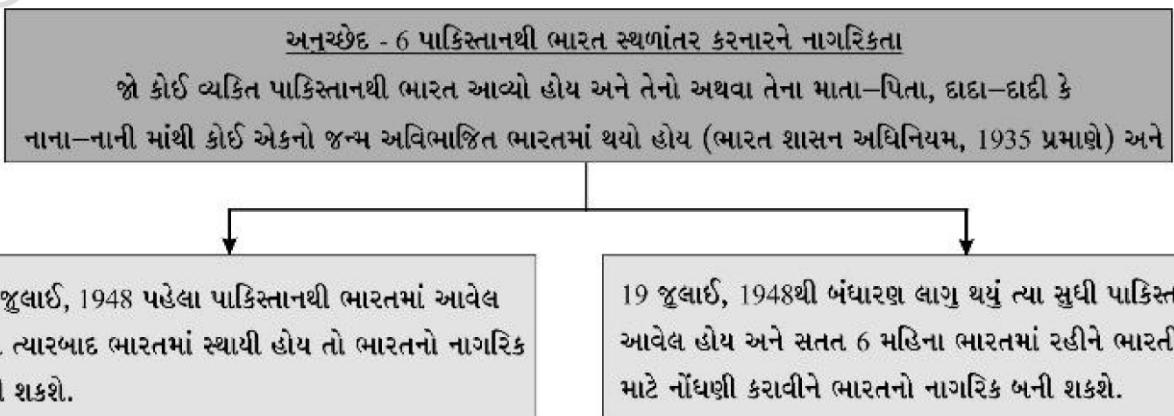 અનુચ્છેદ - 6 પાકિસ્તાનથી ભારત સ્થળાંતર કરનારને નાગરિકતા
જો કોઈ વ્યકિત પાકિસ્તાનથી ભારત આવ્યો હોય અને તેનો અથવા તેના માતા–પિતા, દાદા–દાદી કે
નાના–નાની માંથી કોઈ એકનો જન્મ અવિભાજિત ભારતમાં થયો હોય (ભારત શાસન અધિનિયમ, 1935 પ્રમાણે) અને
જુલાઈ, 1948 પહેલા પાકિસ્તાનથી ભારતમાં આવેલ
ત્યારબાદ ભારતમાં સ્થાયી હોય તો ભારતનો નાગરિક
શકશે.
19 જુલાઈ, 1948થી બંધારણ લાગુ થયું ત્યા સુધી
આવેલ હોય અને સતત 6 મહિના ભારતમાં રહીને
માટે નોંધણી કરાવીને ભારતનો નાગરિક બની શકશે.